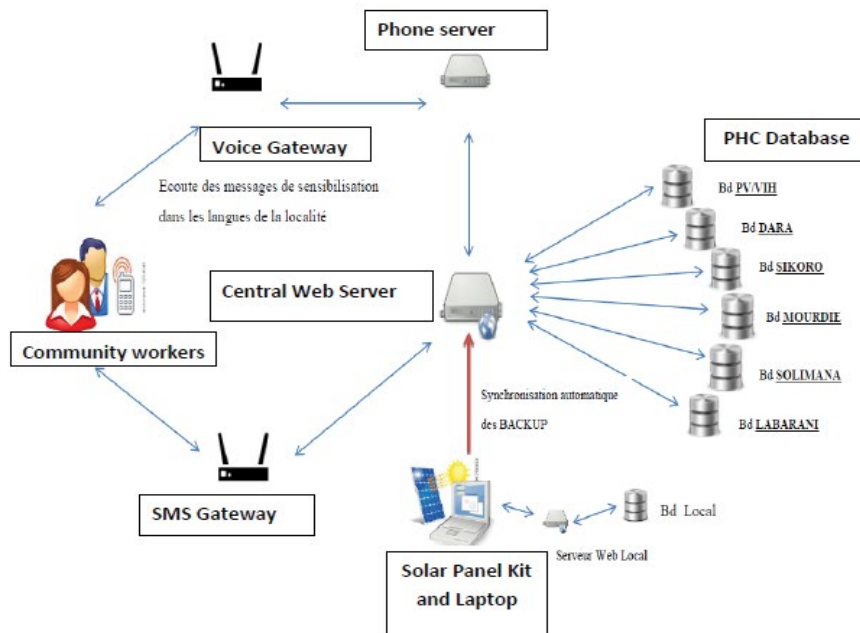 Phone server
Voice Gateway
Ecoute des messages de sensibilisation
dans les langues de la localité
PHC Database
Bd PV/VIH
Bd DARA
Bd SIKORO
Bd MOURDIE
Bd SOLIMANA
Bd LABARANI
Central Web Server
Community workers
Synchronisation automatique
des BACKUP
SMS Gateway
Bd Local
Serveur Web Local
Solar Panel Kit
and Laptop